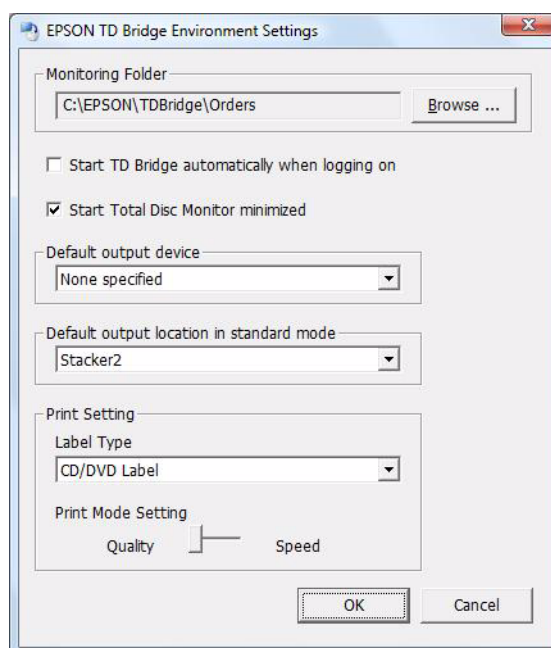 EPSON TD Bridge Environment Settings
Monitoring Folder
C:\EPSON\TDBridge\Orders
Browse ...
Start TD Bridge automatically when logging on
Start Total Disc Monitor minimized
Default output device
None specified
Default output location in standard mode
Stacker2
Print Setting
Label Type
CD/DVD Label
Print Mode Setting
Quality Speed
OK Cancel